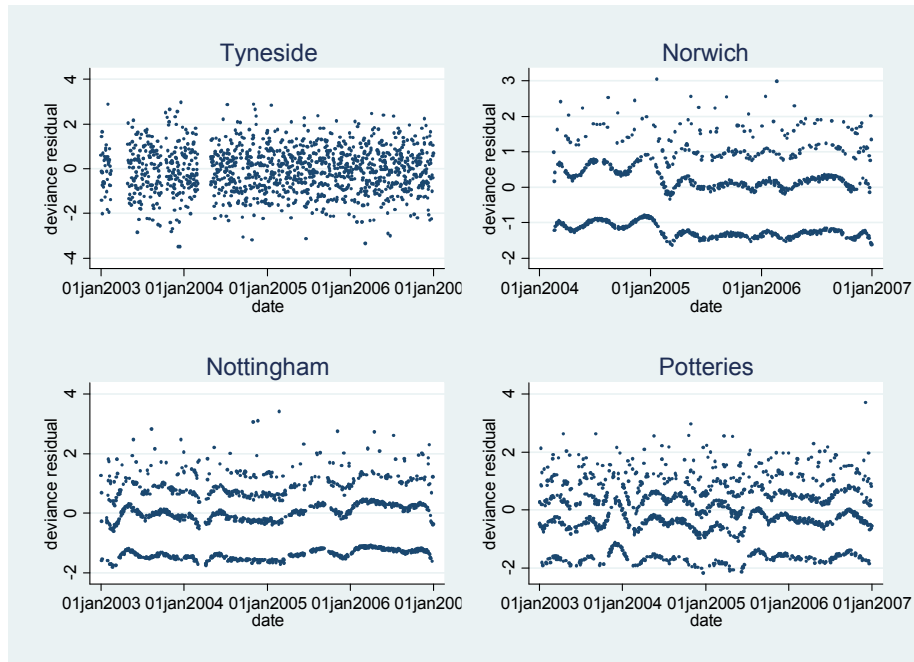 Tyneside
deviance residual
4
2
0
-2
-4
01jan2003 01jan2004 01jan2005 01jan2006 01jan200
date
Norwich
deviance residual
3
2
1
0
-1
-2
01jan2004 01jan2005 01jan2006 01jan2007
date
Nottingham
deviance residual
4
2
0
-2
01jan2003 01jan2004 01jan2005 01jan2006 01jan200
date
Potteries
deviance residual
4
2
0
-2
01jan2003 01jan2004 01jan2005 01jan2006 01jan2007
date